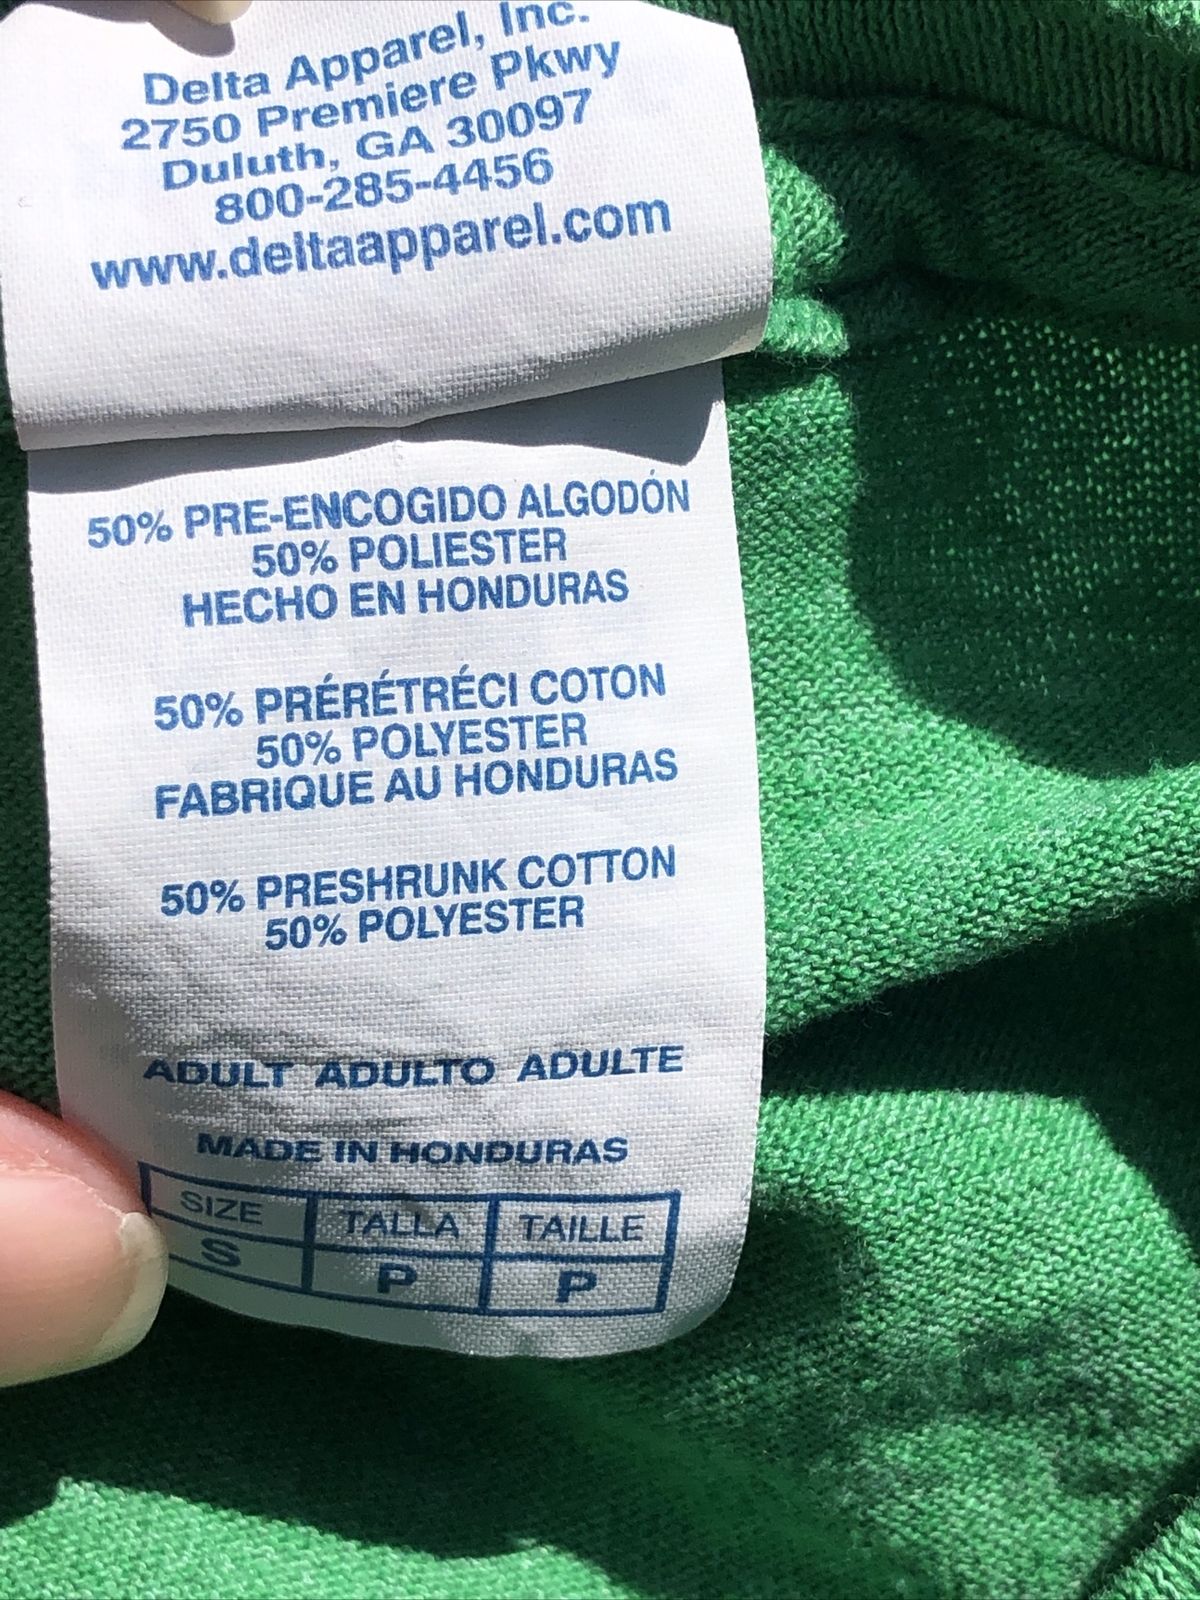 Delta Apparel, Inc.
2750 Premiere Pkwy
Duluth, GA 30097
800-285-4456
www.deltaapparel.com
50% PRE-ENCOGIDO ALGODÓN
50% POLIESTER
HECHO EN HONDURAS
50% PRÉRÉTRÉCI COTON
50% POLYESTER
FABRIQUE AU HONDURAS
50% PRESHRUNK COTTON
50% POLYESTER
ADULT ADULTO ADULTE
MADE IN HONDURAS
SIZE TALLA TAILLE
S P P